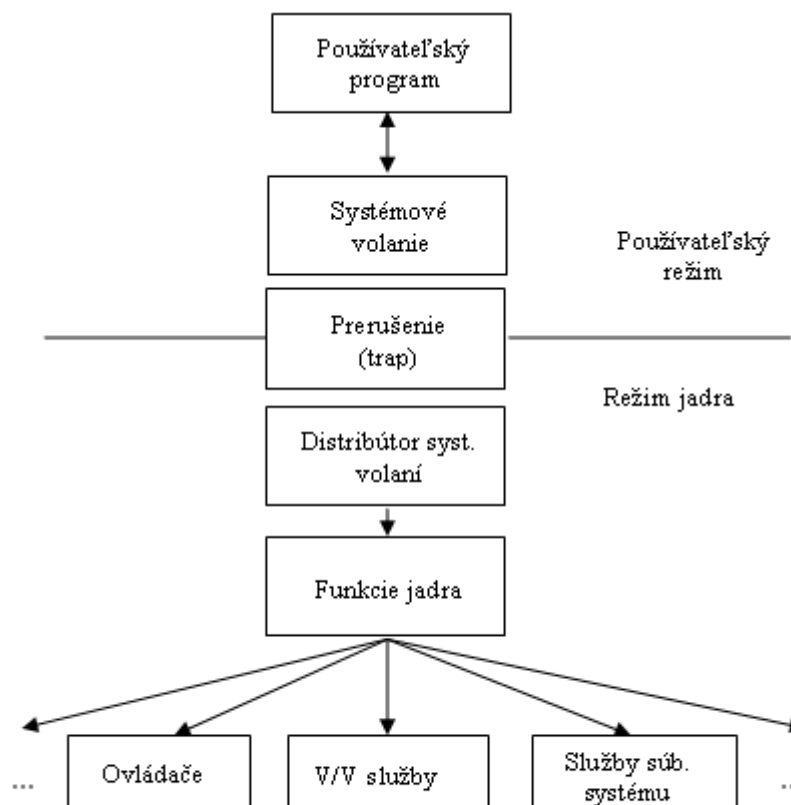 Používateľský
program
Systémové
volanie
Používateľský
režim
Prerušenie
(trap)
Režim jadra
Distribútor syst.
volaní
Funkcie jadra
...
Ovládače
V/V služby
Služby súb.
systému
...